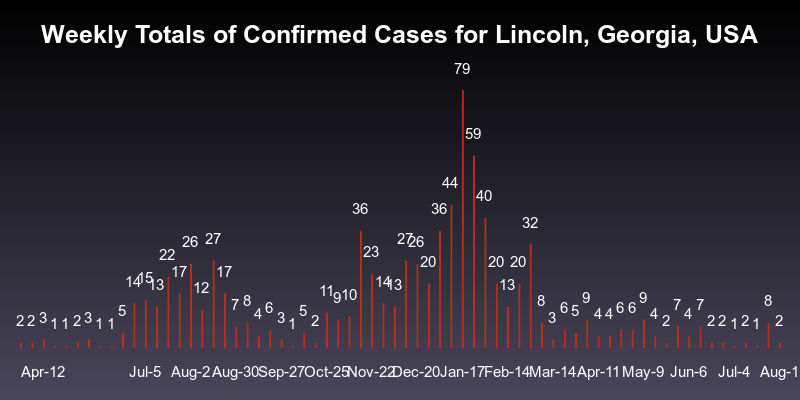 Weekly Totals of Confirmed Cases for Lincoln, Georgia, USA
2 2 3 1 1 2 3 1 1 5 14 15 13 22 17 26 12 27 17 7 8 4 6 3 1 5 2 11 9 10 36 23 14 13 27 26 20 36 44 79 59 40 20 13 20 32 8 3 6 5 9 4 4 6 6 9 4 2 7 4 7 2 2 1 2 1 8 2
Apr-12 Jul-5 Aug-2 Aug-30 Sep-27 Oct-25 Nov-22 Dec-20 Jan-17 Feb-14 Mar-14 Apr-11 May-9 Jun-6 Jul-4 Aug-1